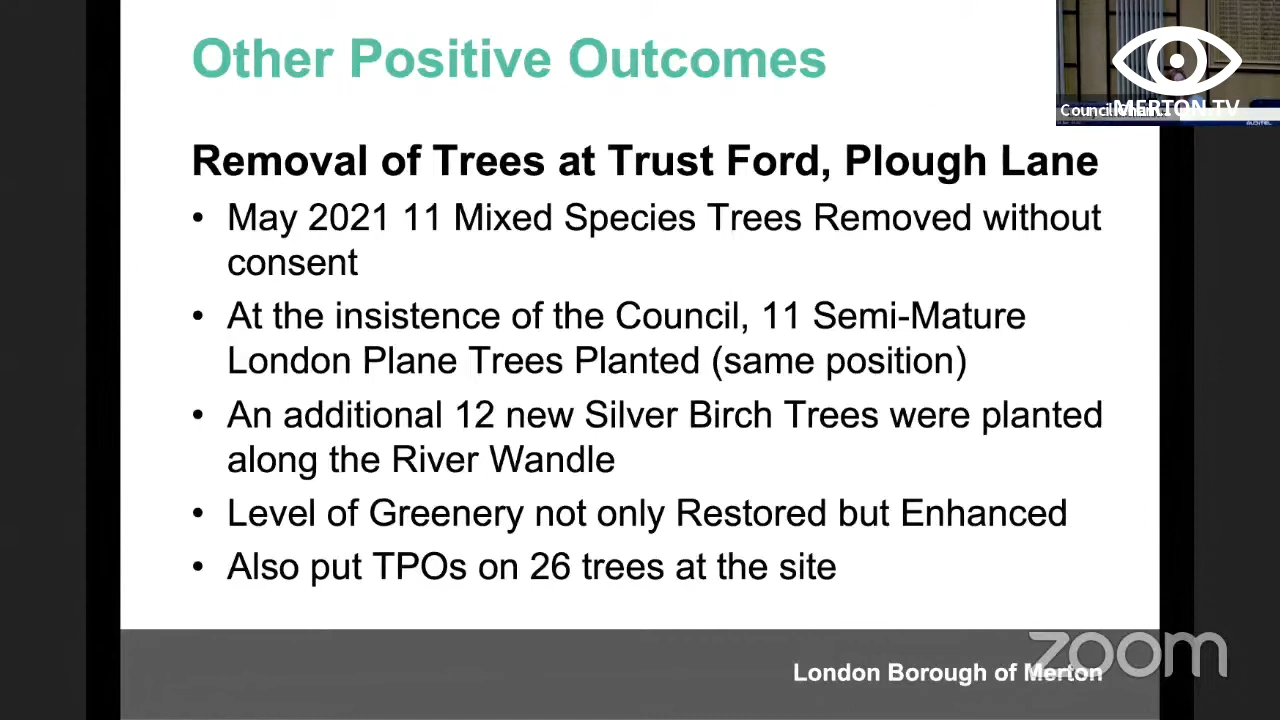 Other Positive Outcomes
MERTON.TV
Removal of Trees at Trust Ford, Plough Lane
• May 2021 11 Mixed Species Trees Removed without
consent
• At the insistence of the Council, 11 Semi-Mature
London Plane Trees Planted (same position)
• An additional 12 new Silver Birch Trees were planted
along the River Wandle
• Level of Greenery not only Restored but Enhanced
• Also put TPOs on 26 trees at the site
zoom
London Borough of Merton